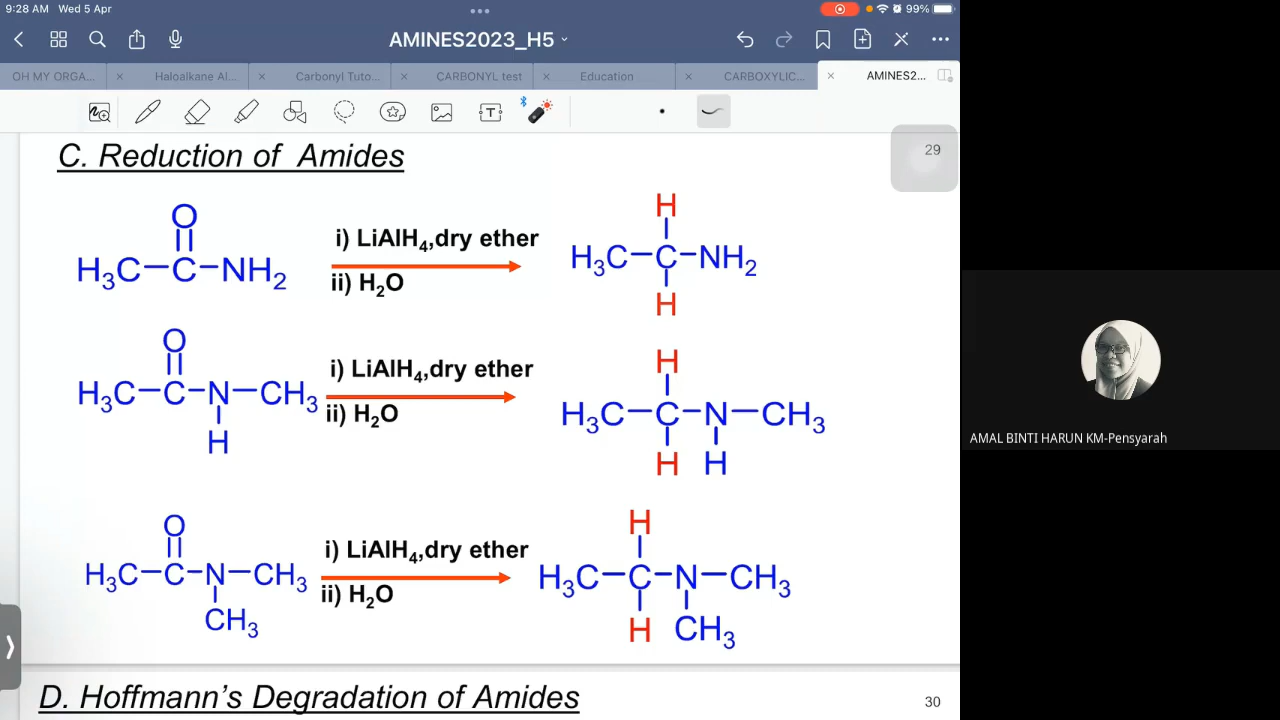 9:28 AM Wed 5 Apr
99%
AMINES2023_H5
OH MY ORGA...
Haloalkane Al...
Carbonyl Tuto...
CARBONYL test
Education
CARBOXYLIC...
AMINES2...
C. Reduction of Amides
29
O
H₃C C NH₂
i) LiAlH₄,dry ether
ii) H₂O
H
H₃C C NH₂
H
O
H₃C C N CH₃
H
i) LiAlH₄,dry ether
ii) H₂O
H
H₃C C N CH₃
H H
O
H₃C C N CH₃
CH₃
i) LiAlH₄,dry ether
ii) H₂O
H
H₃C C N CH₃
H CH₃
D. Hoffmann's Degradation of Amides
30
AMAL BINTI HARUN KM-Pensyarah